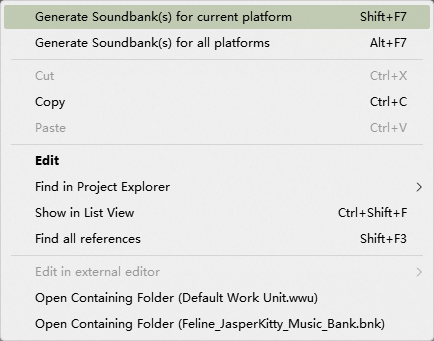 Generate Soundbank(s) for current platform Shift+F7
Generate Soundbank(s) for all platforms Alt+F7
Cut Ctrl+X
Copy Ctrl+C
Paste Ctrl+V
Edit
Find in Project Explorer
Show in List View Ctrl+Shift+F
Find all references Shift+F3
Edit in external editor
Open Containing Folder (Default Work Unit.wwu)
Open Containing Folder (Feline_JasperKitty_Music_Bank.bnk)